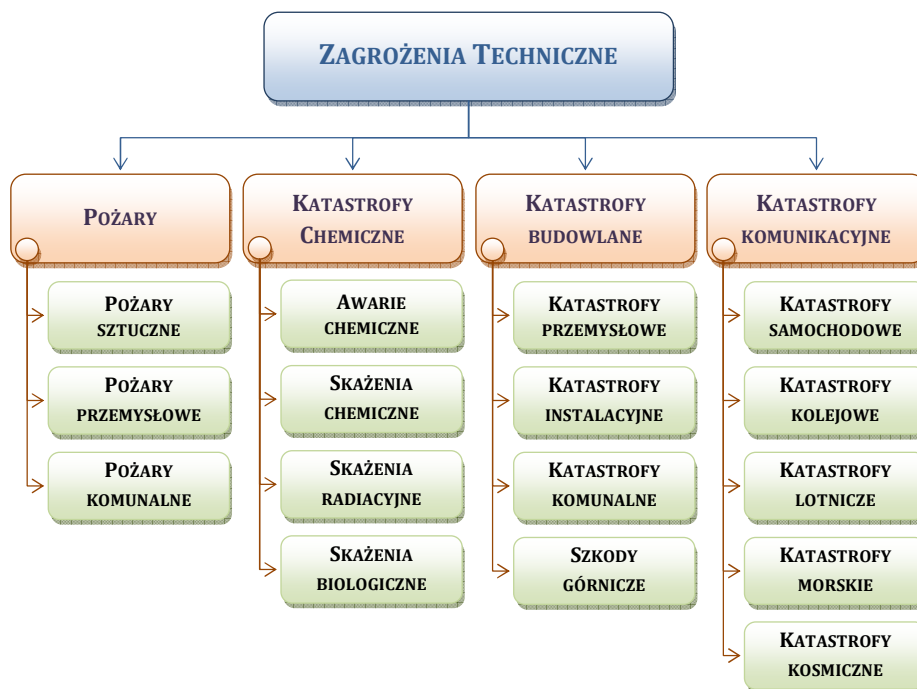 Zagrożenia Techniczne
Pożary
Pożary
sztuczne
Pożary
przemysłowe
Pożary
komunalne
Katastrofy
Chemiczne
Awarie
chemiczne
Skażenia
chemiczne
Skażenia
radiacyjne
Skażenia
biologiczne
Katastrofy
budowlane
Katastrofy
przemysłowe
Katastrofy
instalacyjne
Katastrofy
komunalne
Szkody
górnicze
Katastrofy
komunikacyjne
Katastrofy
samochodowe
Katastrofy
kolejowe
Katastrofy
lotnicze
Katastrofy
morskie
Katastrofy
kosmiczne